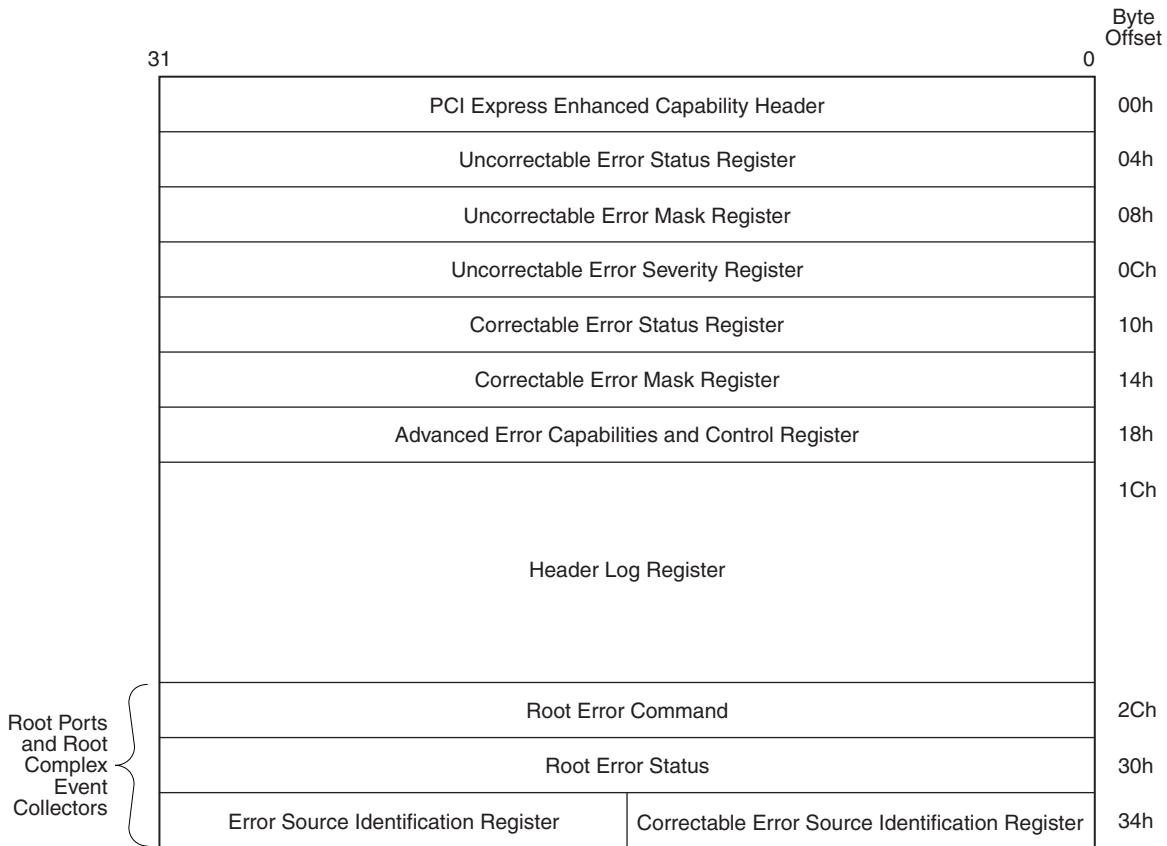 Byte
Offset
31
0
PCI Express Enhanced Capability Header
00h
Uncorrectable Error Status Register
04h
Uncorrectable Error Mask Register
08h
Uncorrectable Error Severity Register
0Ch
Correctable Error Status Register
10h
Correctable Error Mask Register
14h
Advanced Error Capabilities and Control Register
18h
1Ch
Header Log Register
Root Ports
and Root
Complex
Event
Collectors
Root Error Command
2Ch
Root Error Status
30h
Error Source Identification Register
Correctable Error Source Identification Register
34h